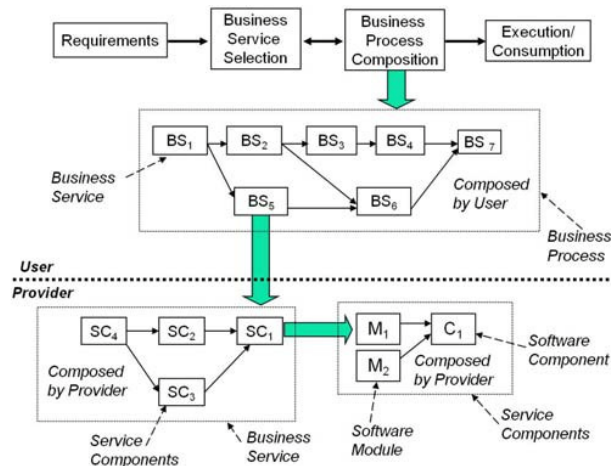 Requirements
Business
Service
Selection
Business
Process
Composition
Execution/
Consumption
BS1
BS2
BS3
BS4
BS 7
Business
Service
BS5
BS6
Composed
by User
Business
Process
User
Provider
SC4
SC2
SC1
Composed
by Provider
SC3
Service
Components
Business
Service
M1
C1
M2
Composed
by Provider
Software
Component
Software
Module
Service
Components